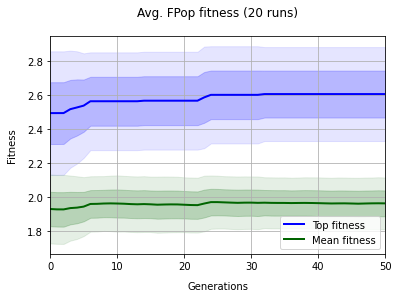 Avg. FPop fitness (20 runs)
2.8
2.6
2.4
2.2
2.0
1.8
Fitness
0 10 20 30 40 50
Generations
Top fitness
Mean fitness